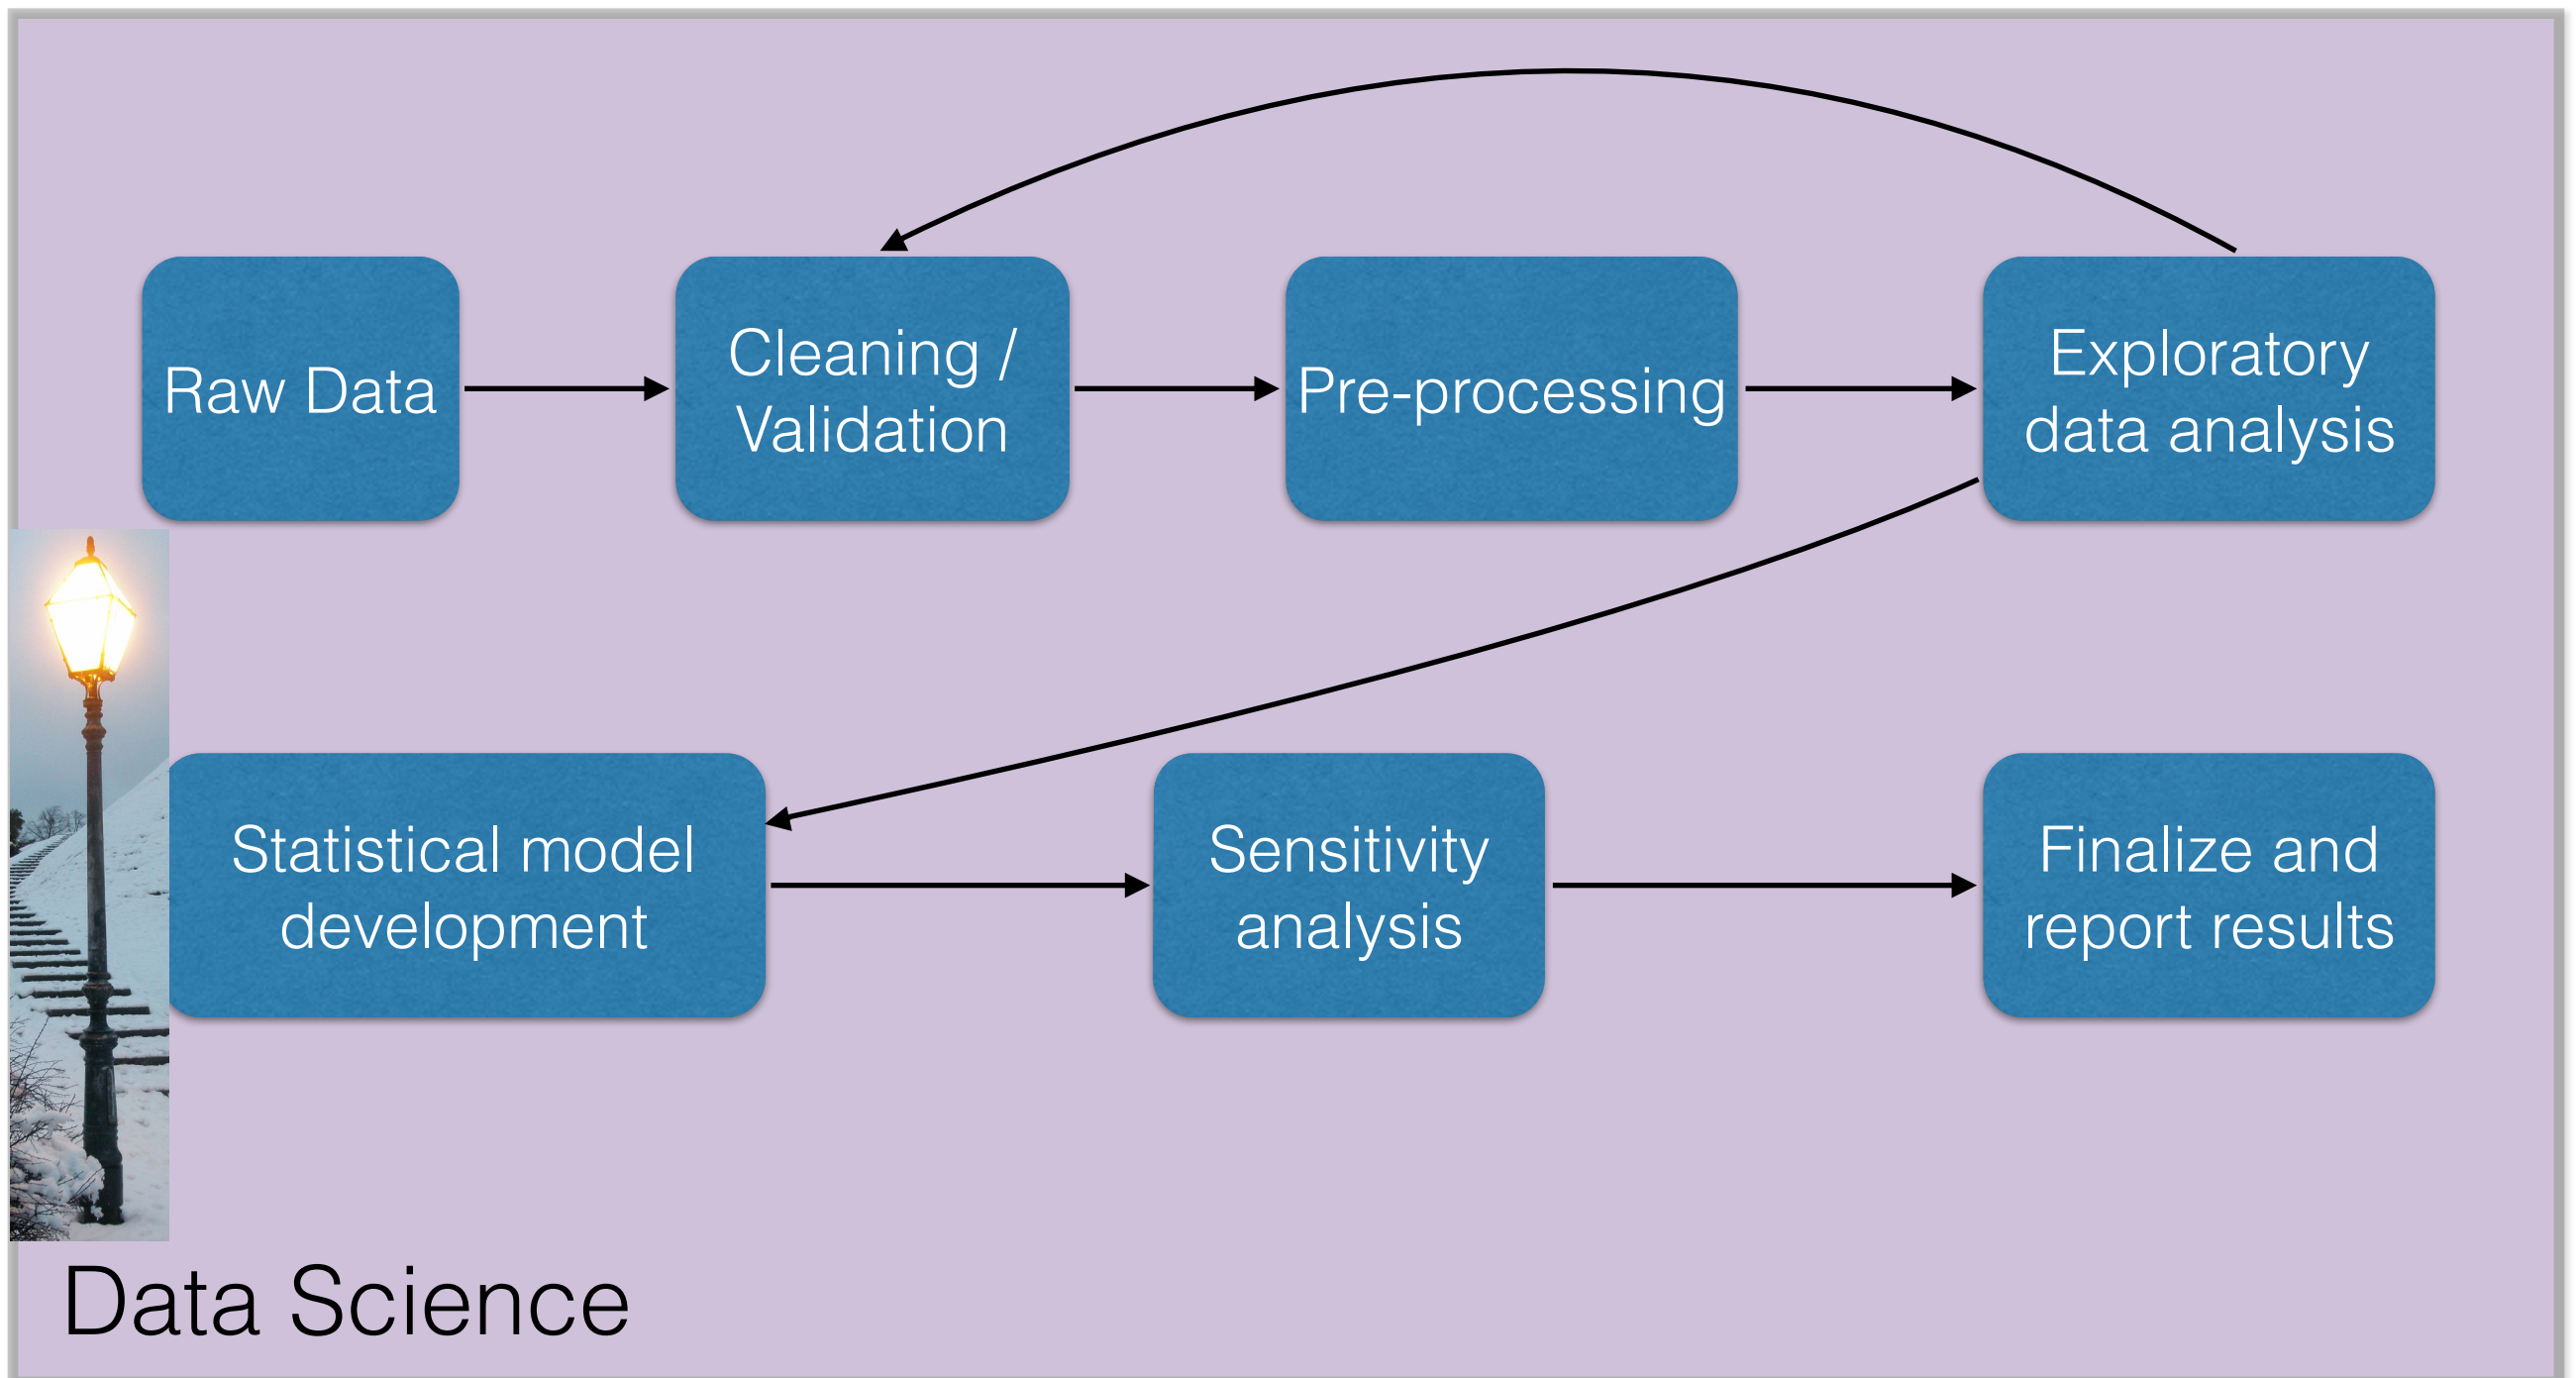 Raw Data
Cleaning /
Validation
Pre-processing
Exploratory
data analysis
Statistical model
development
Sensitivity
analysis
Finalize and
report results
Data Science